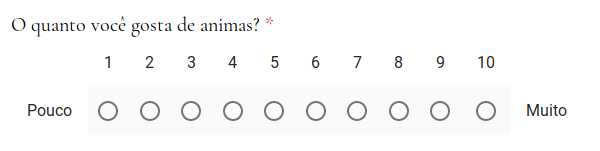 O quanto você gosta de animas? *
1 2 3 4 5 6 7 8 9 10
Pouco Muito